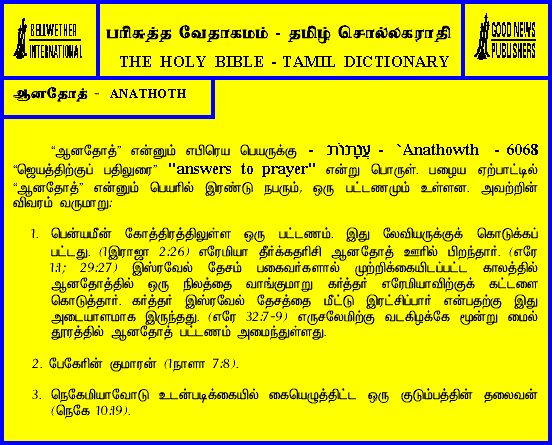 BELLWETHER
INTERNATIONAL
பரிசுத்த வேதாகமம் - தமிழ் சொல்லகராதி
THE HOLY BIBLE - TAMIL DICTIONARY
GOOD NEWS
PUBLISHERS
ஆனதோத் - ANATHOTH
“ஆனதோத்” என்னும் எபிரெய பெயருக்கு - - `Anathowth - 6068
“ஜெயத்திற்குப் பதிலுரை” "answers to prayer" என்று பொருள். பழைய ஏற்பாட்டில்
“ஆனதோத்” என்னும் பெயரில் இரண்டு நபரும், ஒரு பட்டணமும் உள்ளன. அவற்றின்
விவரம் வருமாறு:
1. பென்யமீன் கோத்திரத்திலுள்ள ஒரு பட்டணம். இது லேவியருக்குக் கொடுக்கப்
பட்டது. (1இராஜா 2:26) எரேமியா தீர்க்கதரிசி ஆனதோத் ஊரில் பிறந்தார். (எரே
1:1; 29:27) இஸ்ரவேல் தேசம் பகைவர்களால் முற்றிக்கையிடப்பட்ட காலத்தில்
ஆனதோத்தில் ஒரு நிலத்தை வாங்குமாறு கர்த்தர் எரேமியாவிற்குக் கட்டளை
கொடுத்தார். கர்த்தர் இஸ்ரவேல் தேசத்தை மீட்டு இரட்சிப்பார் என்பதற்கு இது
அடையாளமாக இருந்தது. (எரே 32:7-9) எருசலேமிற்கு வடகிழக்கே மூன்று மைல்
தூரத்தில் ஆனதோத் பட்டணம் அமைந்துள்ளது.
2. பேகேரின் குமாரன் (1நாளா 7:8).
3. நெகேமியாவோடு உடன்படிக்கையில் கையெழுத்திட்ட ஒரு குடும்பத்தின் தலைவன்
(நெகே 10:19).